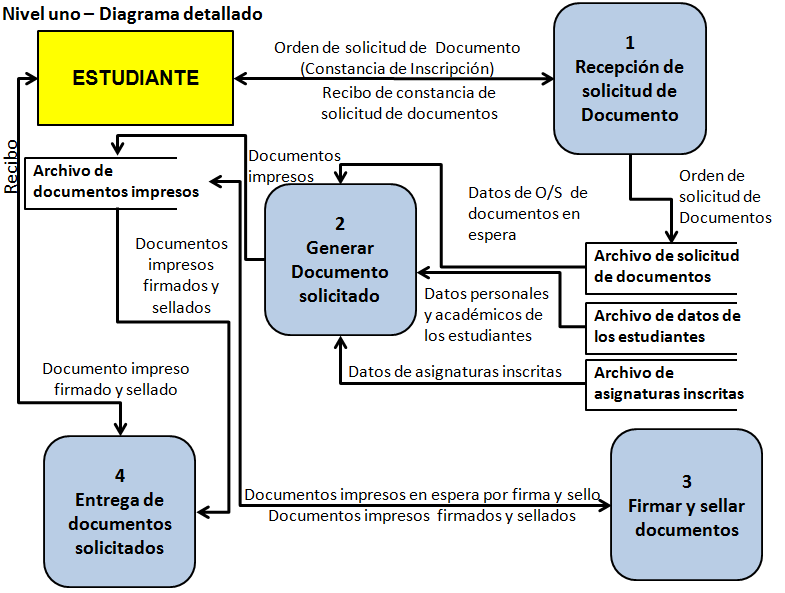 Nivel uno – Diagrama detallado
ESTUDIANTE
Orden de solicitud de Documento
(Constancia de Inscripción)
Recibo de constancia de
solicitud de documentos
1
Recepción de
solicitud de
Documento
Recibo
Archivo de
documentos impresos
Documentos
impresos
Datos de O/S de
documentos en
espera
Orden de
solicitud de
Documentos
2
Generar
Documento
solicitado
Documentos
impresos
firmados y
sellados
Archivo de solicitud
de documentos
Datos personales
y académicos de
los estudiantes
Archivo de datos de
los estudiantes
Datos de asignaturas inscritas
Archivo de
asignaturas inscritas
Documento impreso
firmado y sellado
4
Entrega de
documentos
solicitados
Documentos impresos en espera por firma y sello
Documentos impresos firmados y sellados
3
Firmar y sellar
documentos